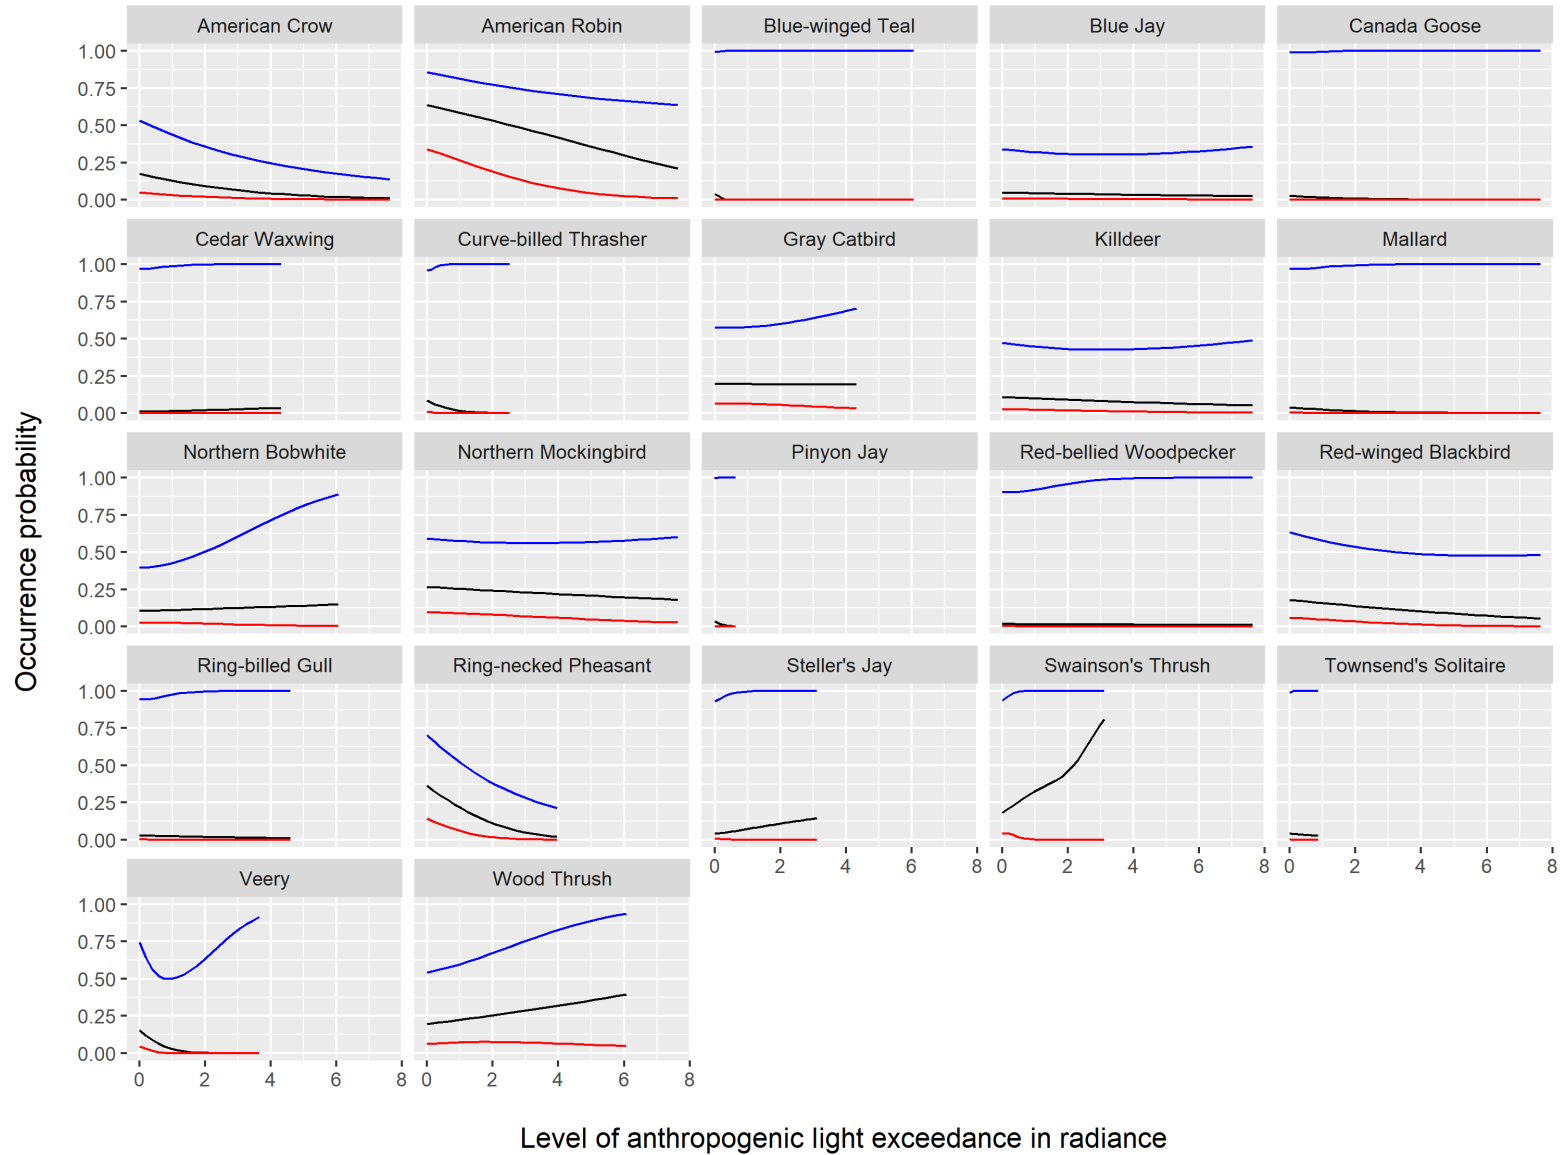 American Crow American Robin Blue-winged Teal Blue Jay Canada Goose
1.00
0.75
0.50
0.25
0.00
Cedar Waxwing Curve-billed Thrasher Gray Catbird Killdeer Mallard
1.00
0.75
0.50
0.25
0.00
Northern Bobwhite Northern Mockingbird Pinyon Jay Red-bellied Woodpecker Red-winged Blackbird
1.00
0.75
0.50
0.25
0.00
Ring-billed Gull Ring-necked Pheasant Steller's Jay Swainson's Thrush Townsend's Solitaire
1.00
0.75
0.50
0.25
0.00
0 2 4 6 8 0 2 4 6 8 0 2 4 6 8
Veery Wood Thrush
1.00
0.75
0.50
0.25
0.00
0 2 4 6 8 0 2 4 6 8
Occurrence probability
Level of anthropogenic light exceedance in radiance